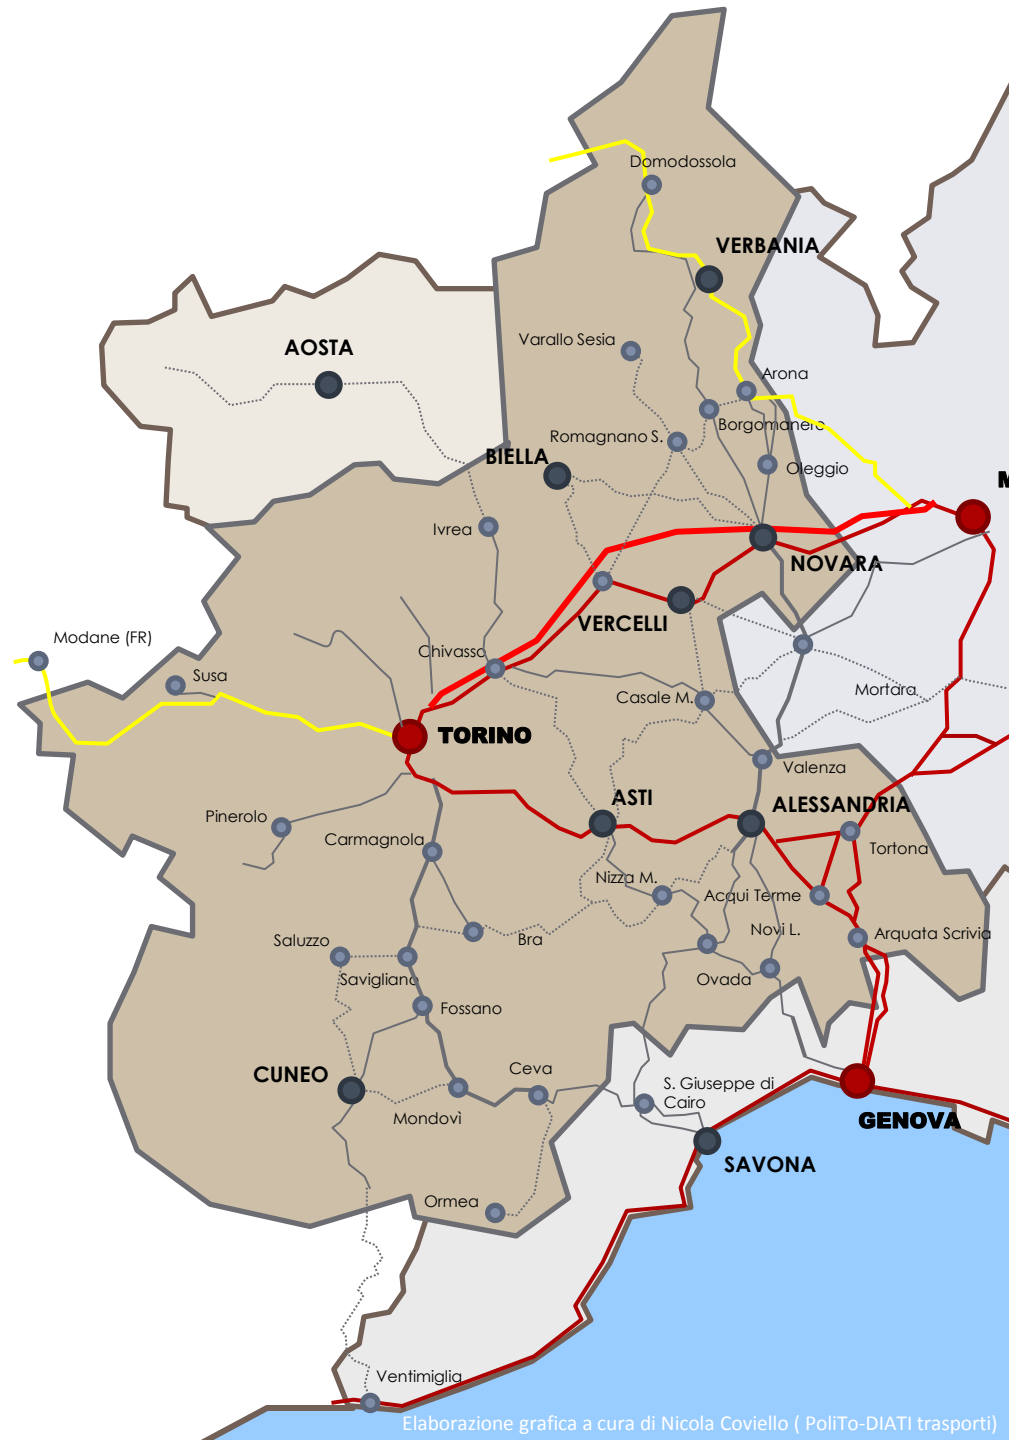 Domodossola
VERBANIA
Varallo Sesia
AOSTA
Arona
Borgomanero
Romagnano S.
BIELLA
Oleggio
M
Ivrea
NOVARA
VERCELLI
Modane (FR)
Chivasso
Susa
Casale M.
Mortara
TORINO
Valenza
ASTI
ALESSANDRIA
Pinerolo
Carmagnola
Tortona
Nizza M.
Acqui Terme
Novi L.
Arquata Scrivia
Saluzzo
Bra
Savigliano
Ovada
Fossano
CUNEO
Ceva
S. Giuseppe di
Cairo
Mondovì
GENOVA
SAVONA
Ormea
Ventimiglia
Elaborazione grafica a cura di Nicola Coviello ( PoliTo-DIATI trasporti)